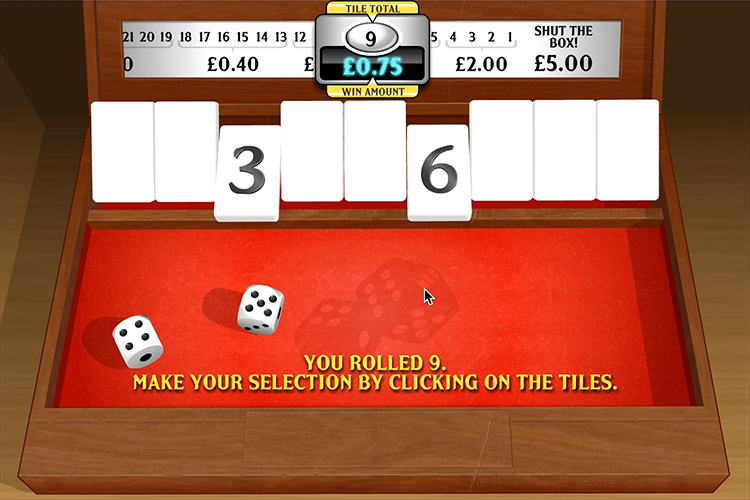 TILE TOTAL
21 20 19 18 17 16 15 14 13 12 9 5 4 3 2 1 SHUT THE
BOX!
0 £0.40 £ £0.75 £2.00 £5.00
WIN AMOUNT
3 6
YOU ROLLED 9.
MAKE YOUR SELECTION BY CLICKING ON THE TILES.